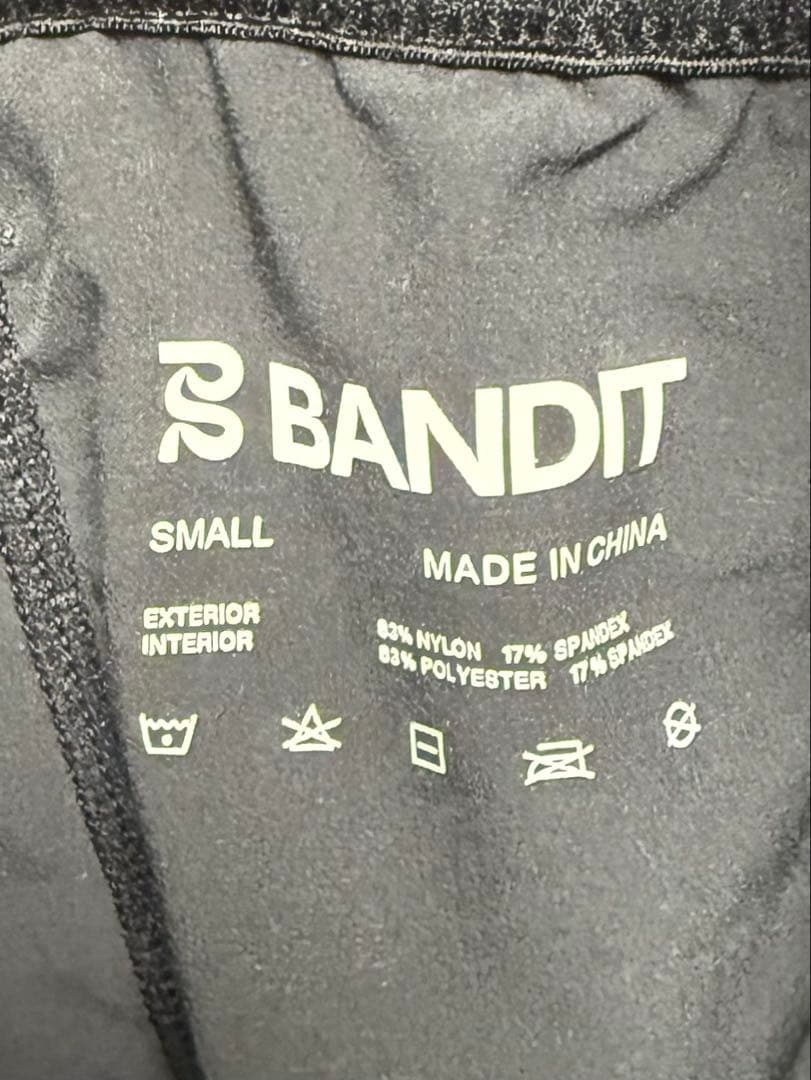 BANDIT
SMALL
MADE IN CHINA
EXTERIOR 83% NYLON 17% SPANDEX
INTERIOR 83% POLYESTER 17% SPANDEX